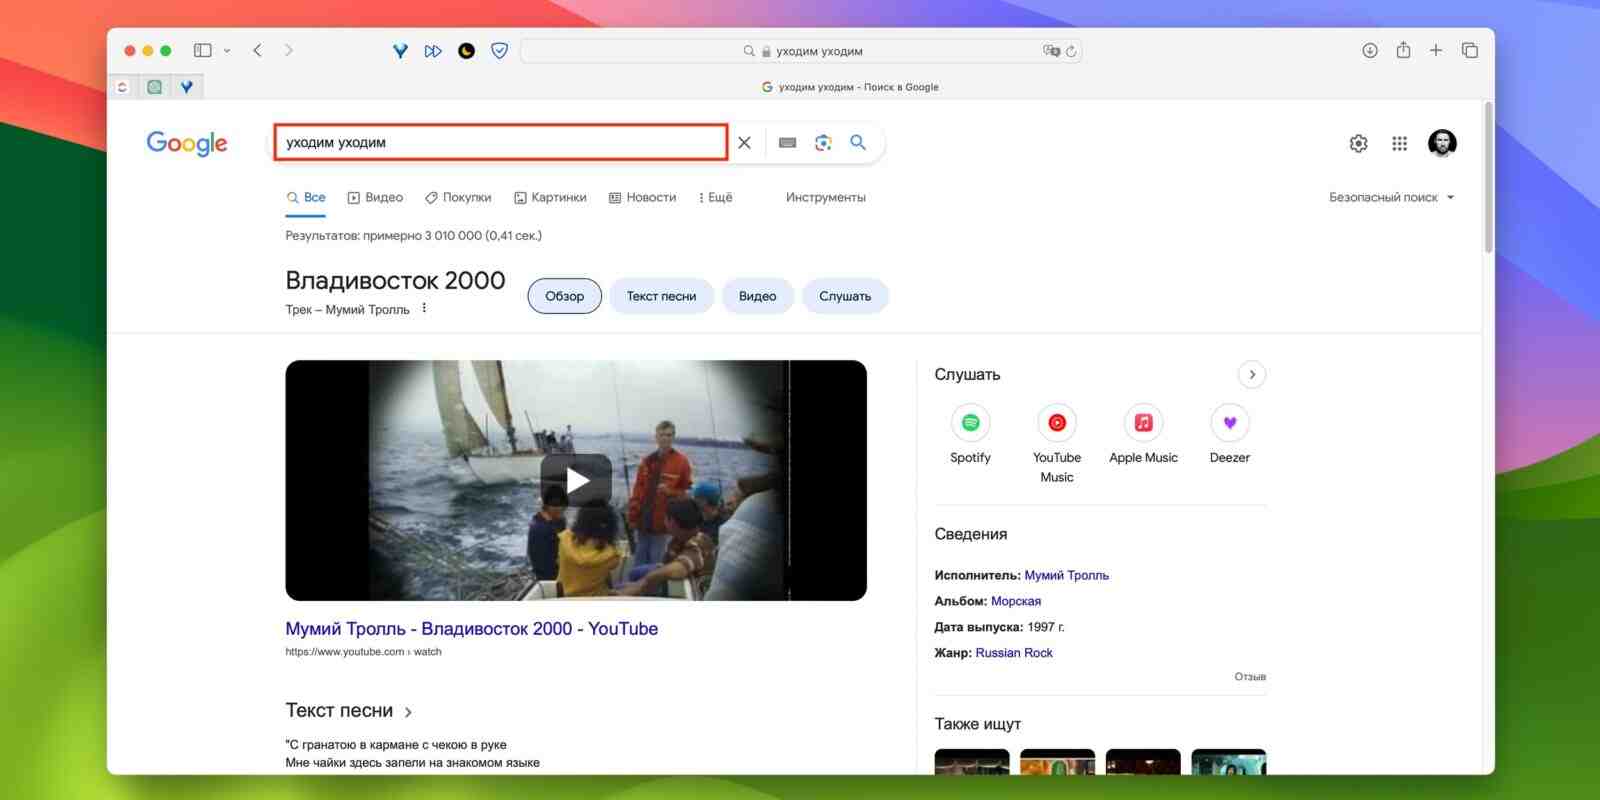 уходим уходим
уходим уходим - Поиск в Google
Google
уходим уходим
Все
Видео
Покупки
Картинки
Новости
Ещё
Инструменты
Безопасный поиск
Результатов: примерно 3 010 000 (0,41 сек.)
Владивосток 2000
Трек – Мумий Тролль
Обзор
Текст песни
Видео
Слушать
Мумий Тролль - Владивосток 2000 - YouTube
https://www.youtube.com › watch
Текст песни
"С гранатою в кармане с чекою в руке
Мне чайки здесь запели на знакомом языке
Слушать
Spotify
YouTube Music
Apple Music
Deezer
Сведения
Исполнитель: Мумий Тролль
Альбом: Морская
Дата выпуска: 1997 г.
Жанр: Russian Rock
Отзыв
Также ищут